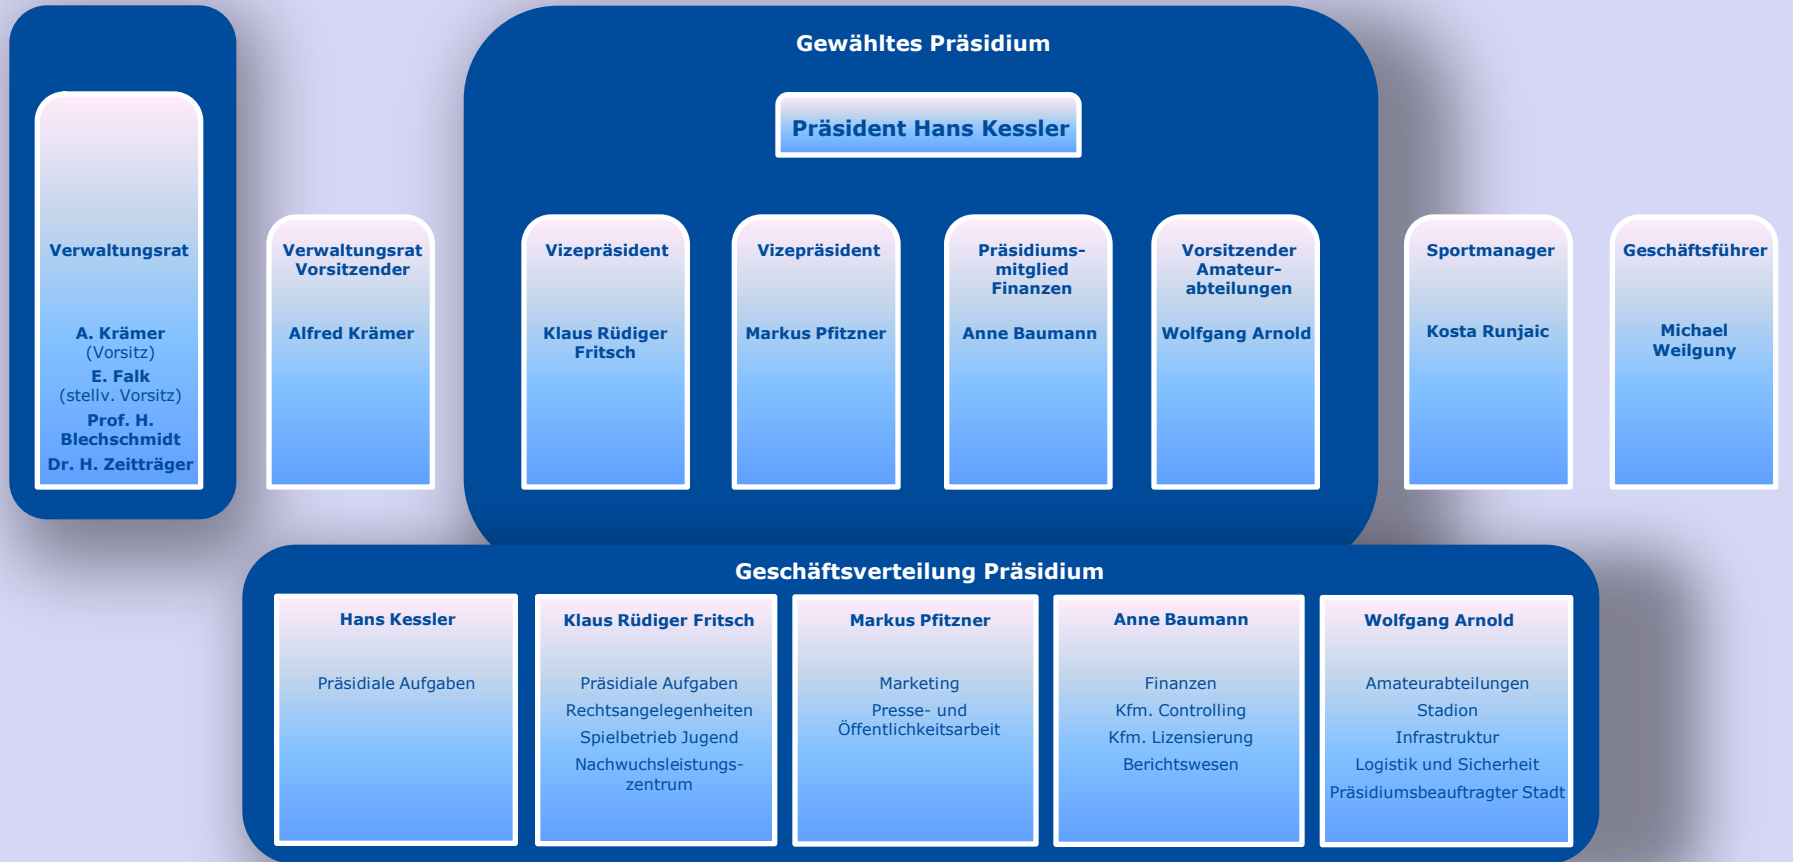 Gewähltes Präsidium
Präsident Hans Kessler
Verwaltungsrat
A. Krämer
(Vorsitz)
E. Falk
(stellv. Vorsitz)
Prof. H.
Blechschmidt
Dr. H. Zeitträger
Verwaltungsrat
Vorsitzender
Alfred Krämer
Vizepräsident
Klaus Rüdiger
Fritsch
Vizepräsident
Markus Pfitzner
Präsidiums-
mitglied
Finanzen
Anne Baumann
Vorsitzender
Amateur-
abteilungen
Wolfgang Arnold
Sportmanager
Kosta Runjaic
Geschäftsführer
Michael
Weilguny
Geschäftsverteilung Präsidium
Hans Kessler
Präsidiale Aufgaben
Klaus Rüdiger Fritsch
Präsidiale Aufgaben
Rechtsangelegenheiten
Spielbetrieb Jugend
Nachwuchsleistungs-
zentrum
Markus Pfitzner
Marketing
Presse- und
Öffentlichkeitsarbeit
Anne Baumann
Finanzen
Kfm. Controlling
Kfm. Lizensierung
Berichtswesen
Wolfgang Arnold
Amateurabteilungen
Stadion
Infrastruktur
Logistik und Sicherheit
Präsidiumsbeauftragter Stadt